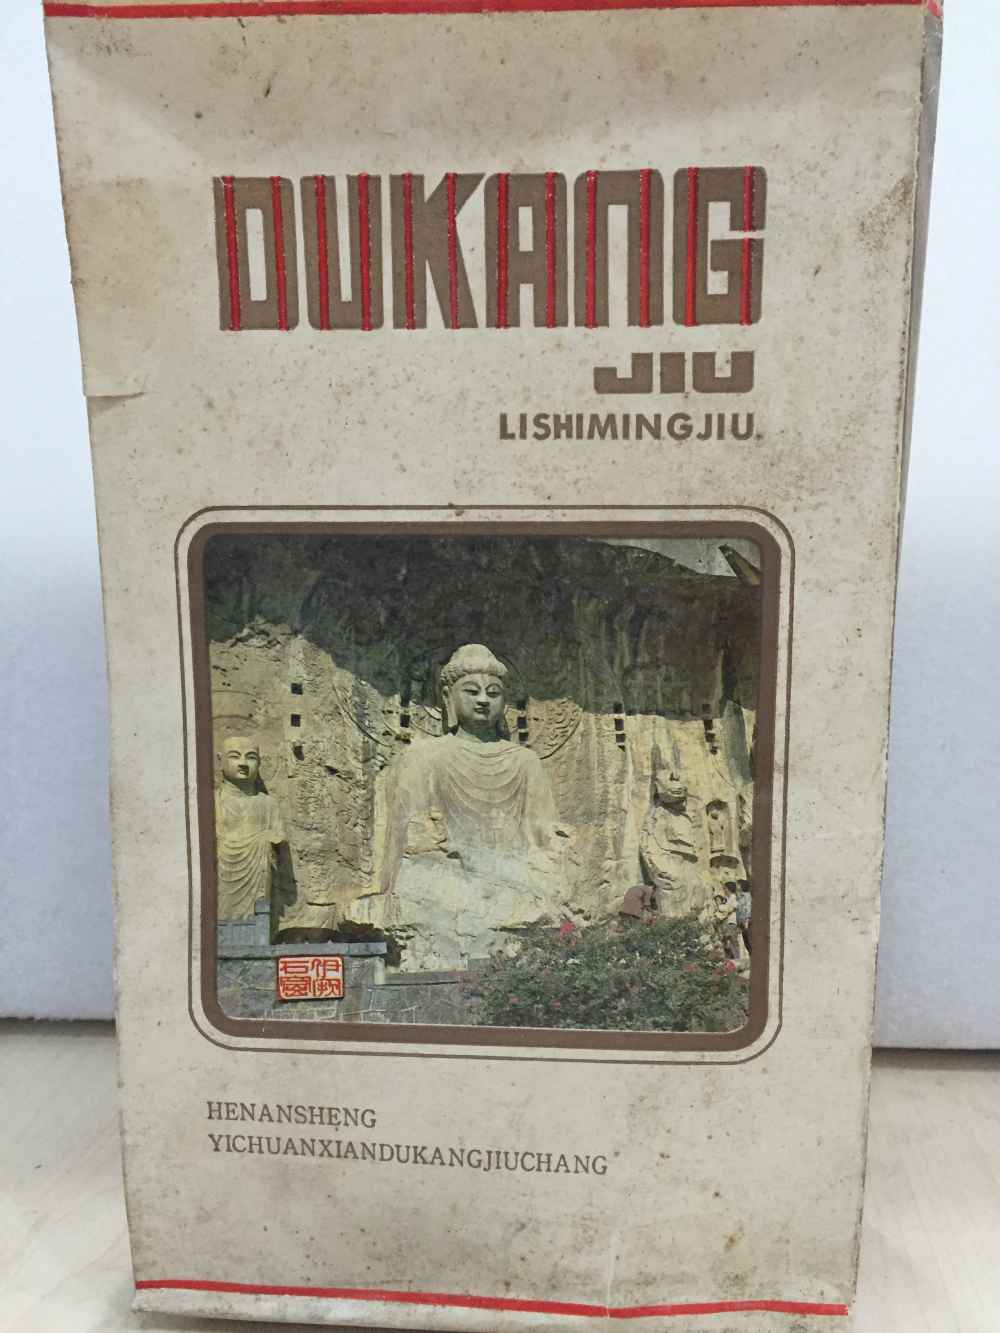 DUKANG
JIU
LISHIMINGJIU.
伊阙
石窟
HENANSHENG
YICHUANXIANDUKANGJIUCHANG